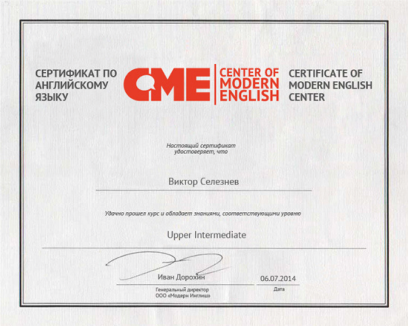 СЕРТИФИКАТ ПО
АНГЛИЙСКОМУ
ЯЗЫКУ
CME
CENTER OF
MODERN
ENGLISH
CERTIFICATE OF
MODERN ENGLISH
CENTER
Настоящий сертификат
удостоверяет, что
Виктор Селезнев
Удачно прошел курс и обладает знаниями, соответствующими уровню
Upper Intermediate
Иван Дорохин
06.07.2014
Генеральный директор
ООО «Модерн Инглиш»
Дата